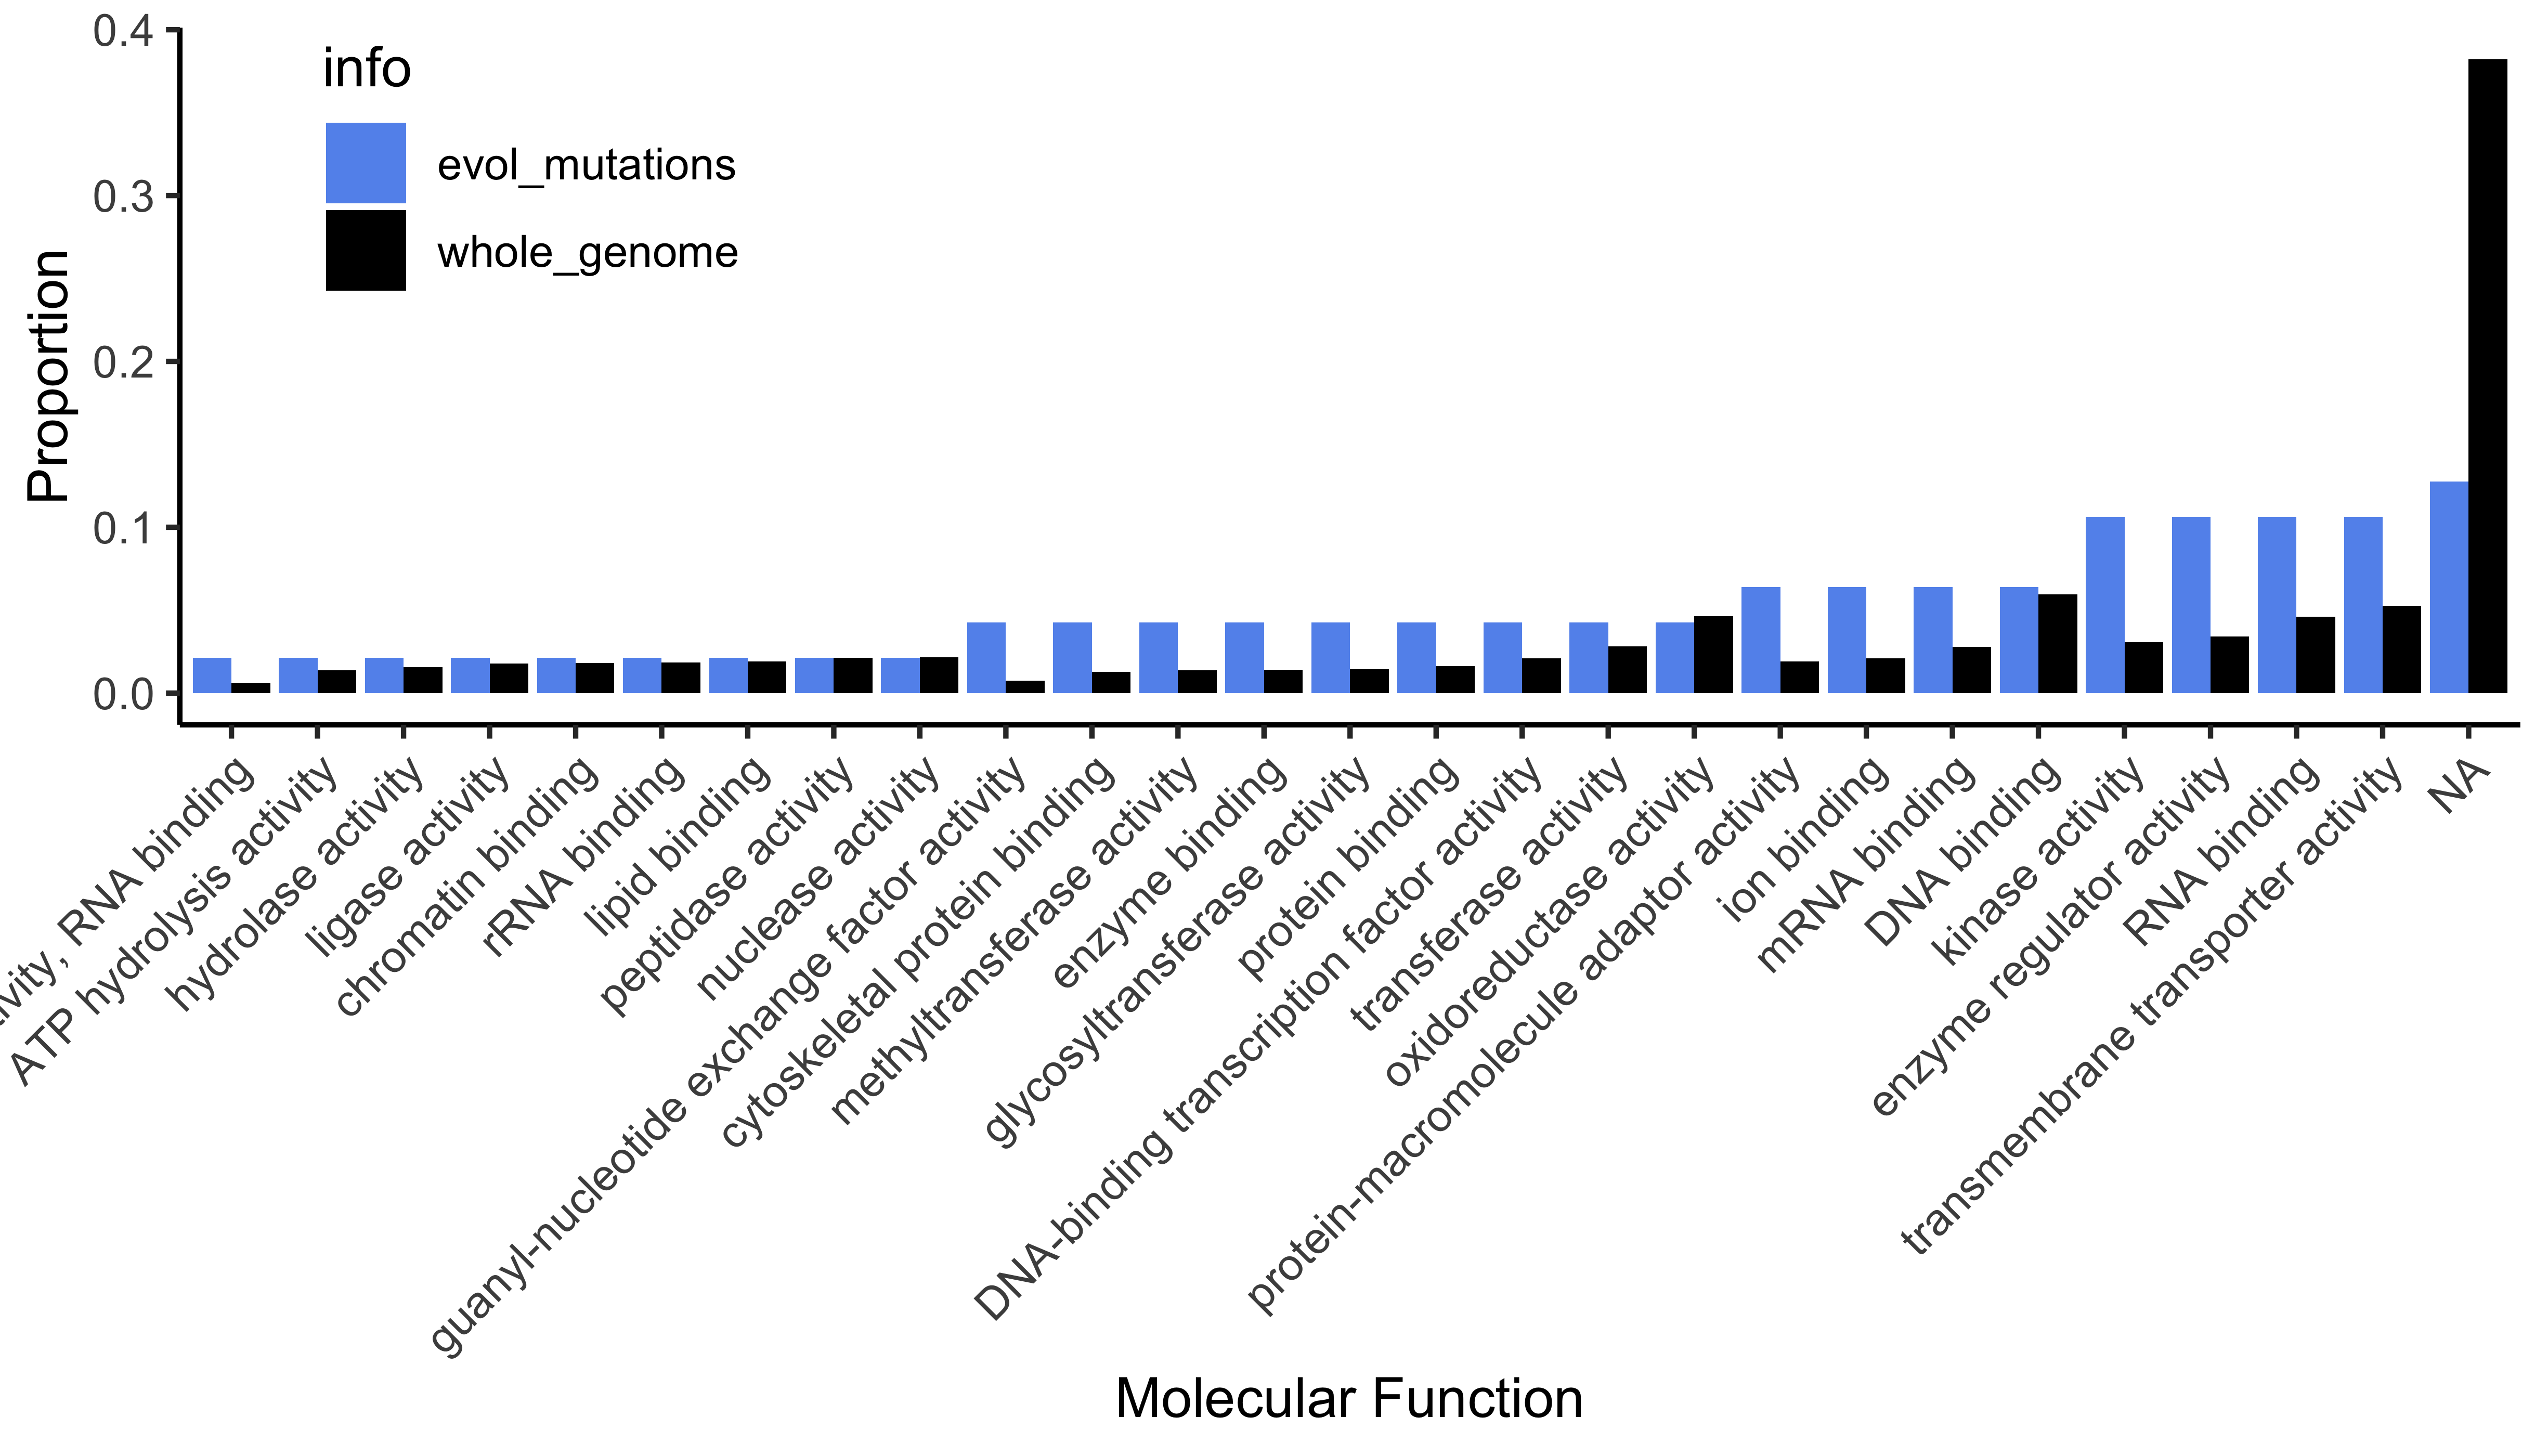 0.4
0.3
0.2
0.1
0.0
Proportion
info
evol_mutations
whole_genome
RNA binding
ATP hydrolysis activity
hydrolase activity
ligase activity
chromatin binding
rRNA binding
lipid binding
peptidase activity
nuclease activity
guanyl-nucleotide exchange factor activity
cytoskeletal protein binding
methyltransferase activity
enzyme binding
glycosyltransferase activity
protein binding
DNA-binding transcription factor activity
transferase activity
oxidoreductase activity
protein-macromolecule adaptor activity
ion binding
mRNA binding
DNA binding
kinase activity
enzyme regulator activity
RNA binding
transmembrane transporter activity
NA
Molecular Function